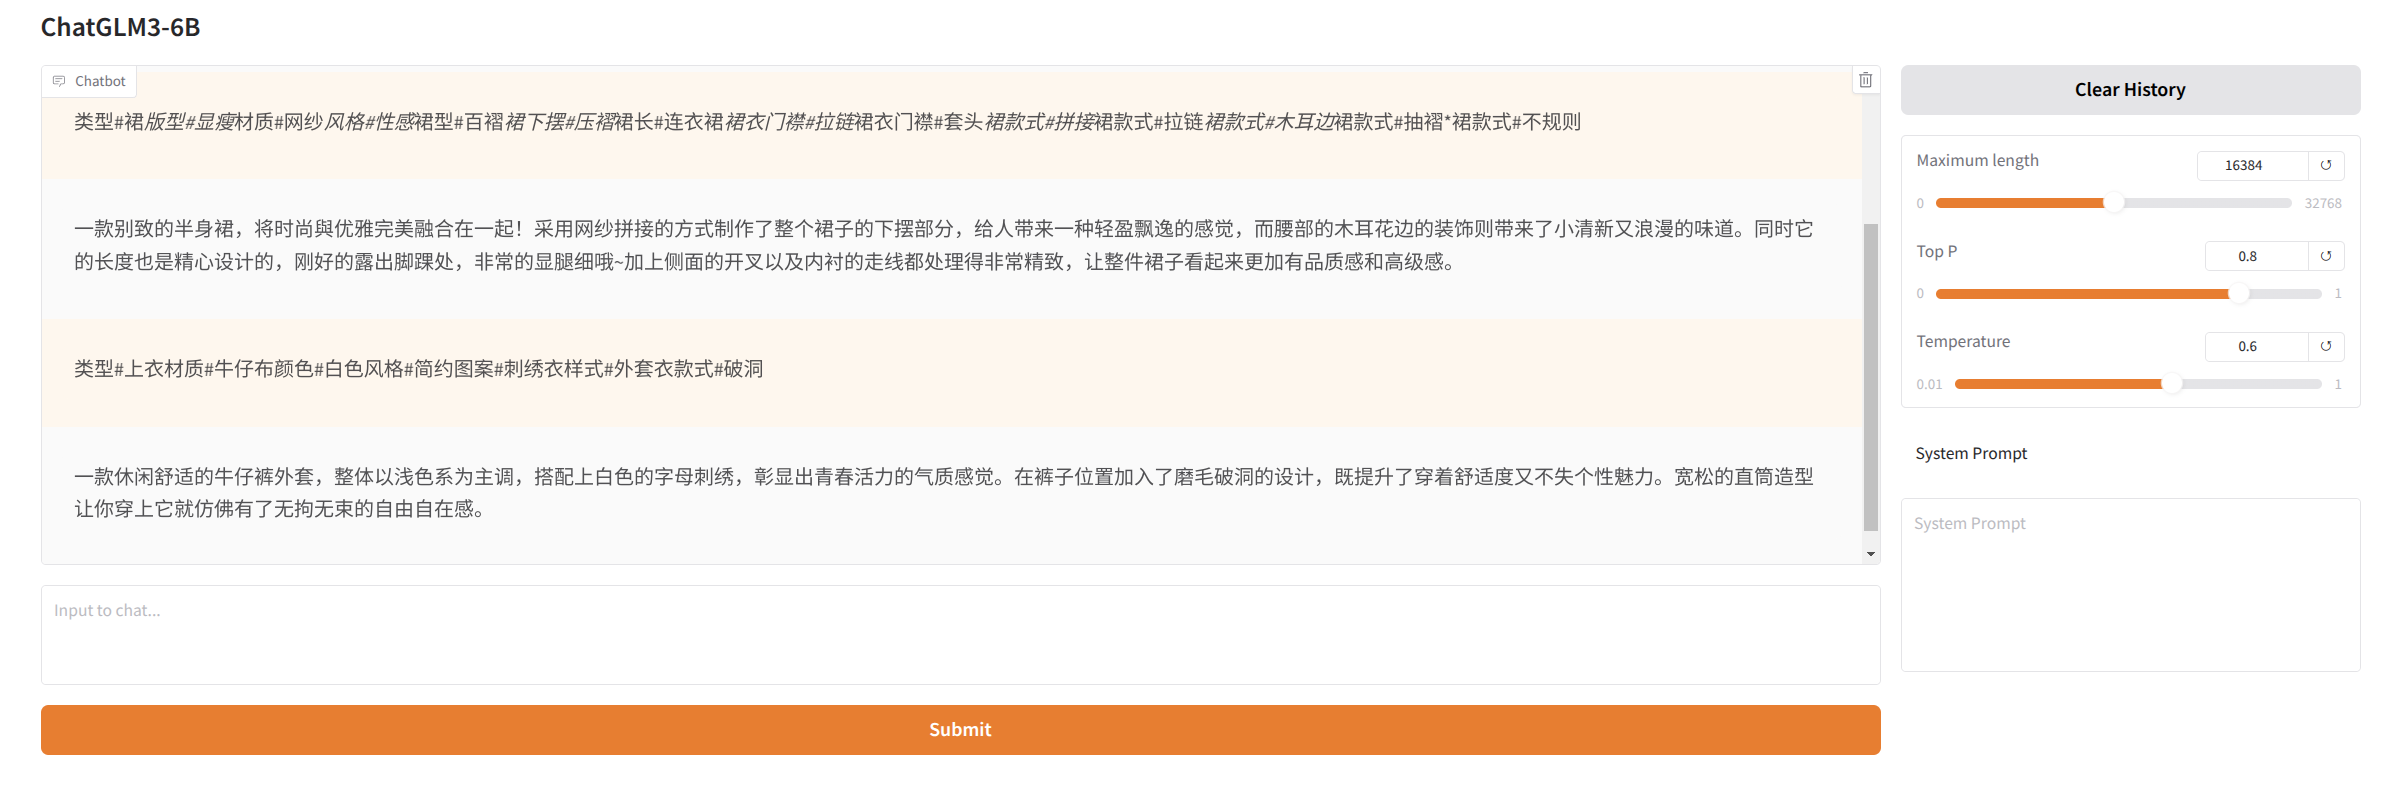 ChatGLM3-6B
Chatbot
类型#裙版型#显瘦材质#网纱风格#性感裙型#百褶裙下摆#压褶裙长#连衣裙裙衣门襟#拉链裙衣门襟#套头裙款式#拼接裙款式#拉链裙款式#木耳边裙款式#抽褶*裙款式#不规则
一款别致的半身裙，将时尚與优雅完美融合在一起！采用网纱拼接的方式制作了整个裙子的下摆部分，给人带来一种轻盈飘逸的感觉，而腰部的木耳花边的装饰则带来了小清新又浪漫的味道。同时它
的长度也是精心设计的，刚好的露出脚踝处，非常的显腿细哦~加上侧面的开叉以及内衬的走线都处理得非常精致，让整件裙子看起来更加有品质感和高级感。
类型#上衣材质#牛仔布颜色#白色风格#简约图案#刺绣衣样式#外套衣款式#破洞
一款休闲舒适的牛仔裤外套，整体以浅色系为主调，搭配上白色的字母刺绣，彰显出青春活力的气质感觉。在裤子位置加入了磨毛破洞的设计，既提升了穿着舒适度又不失个性魅力。宽松的直筒造型
让你穿上它就仿佛有了无拘无束的自由自在感。
Input to chat...
Submit
Clear History
Maximum length
16384
0
32768
Top P
0.8
0
1
Temperature
0.6
0.01
1
System Prompt
System Prompt